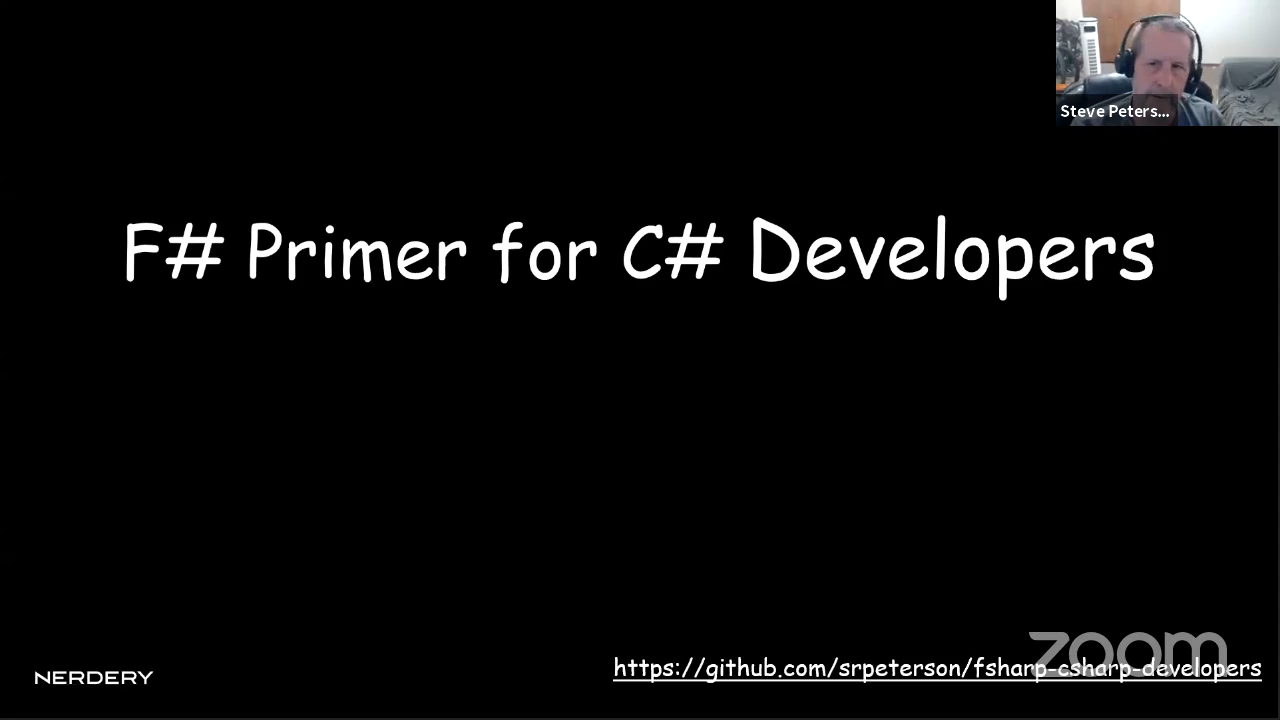 Steve Peters...
F# Primer for C# Developers
zoom
NERDERY
https://github.com/srpeterson/fsharp-csharp-developers